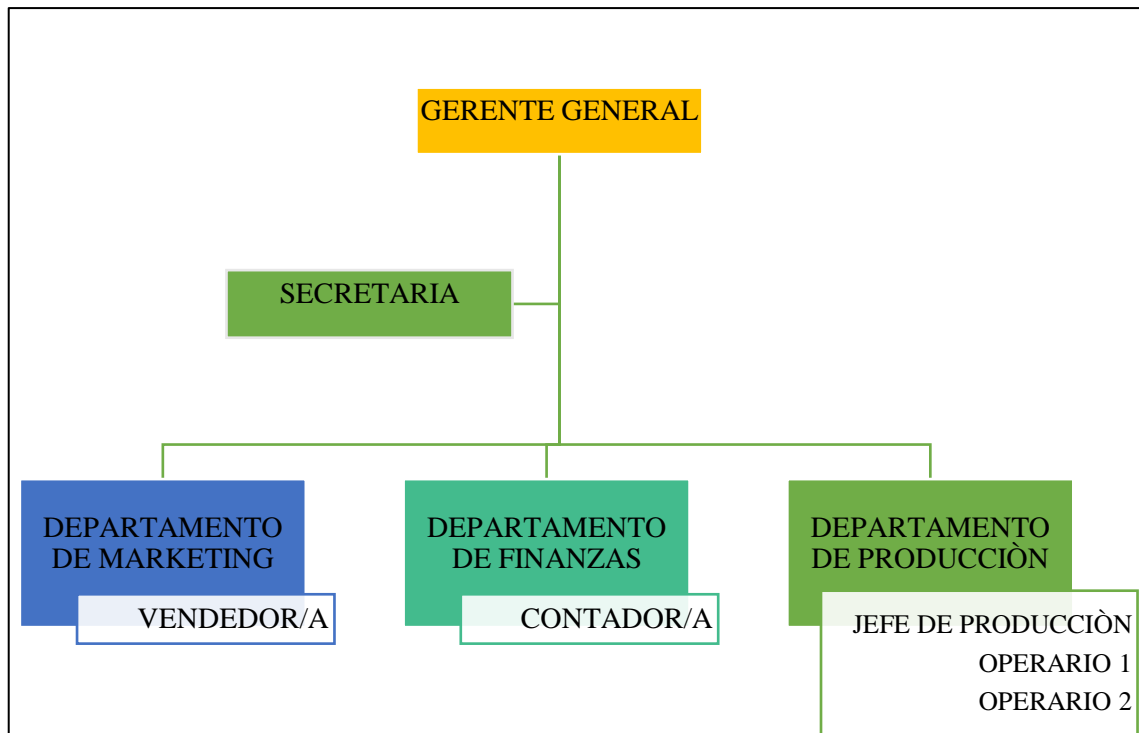 GERENTE GENERAL
SECRETARIA
DEPARTAMENTO
DE MARKETING
VENDEDOR/A
DEPARTAMENTO
DE FINANZAS
CONTADOR/A
DEPARTAMENTO
DE PRODUCCIÒN
JEFE DE PRODUCCIÒN
OPERARIO 1
OPERARIO 2